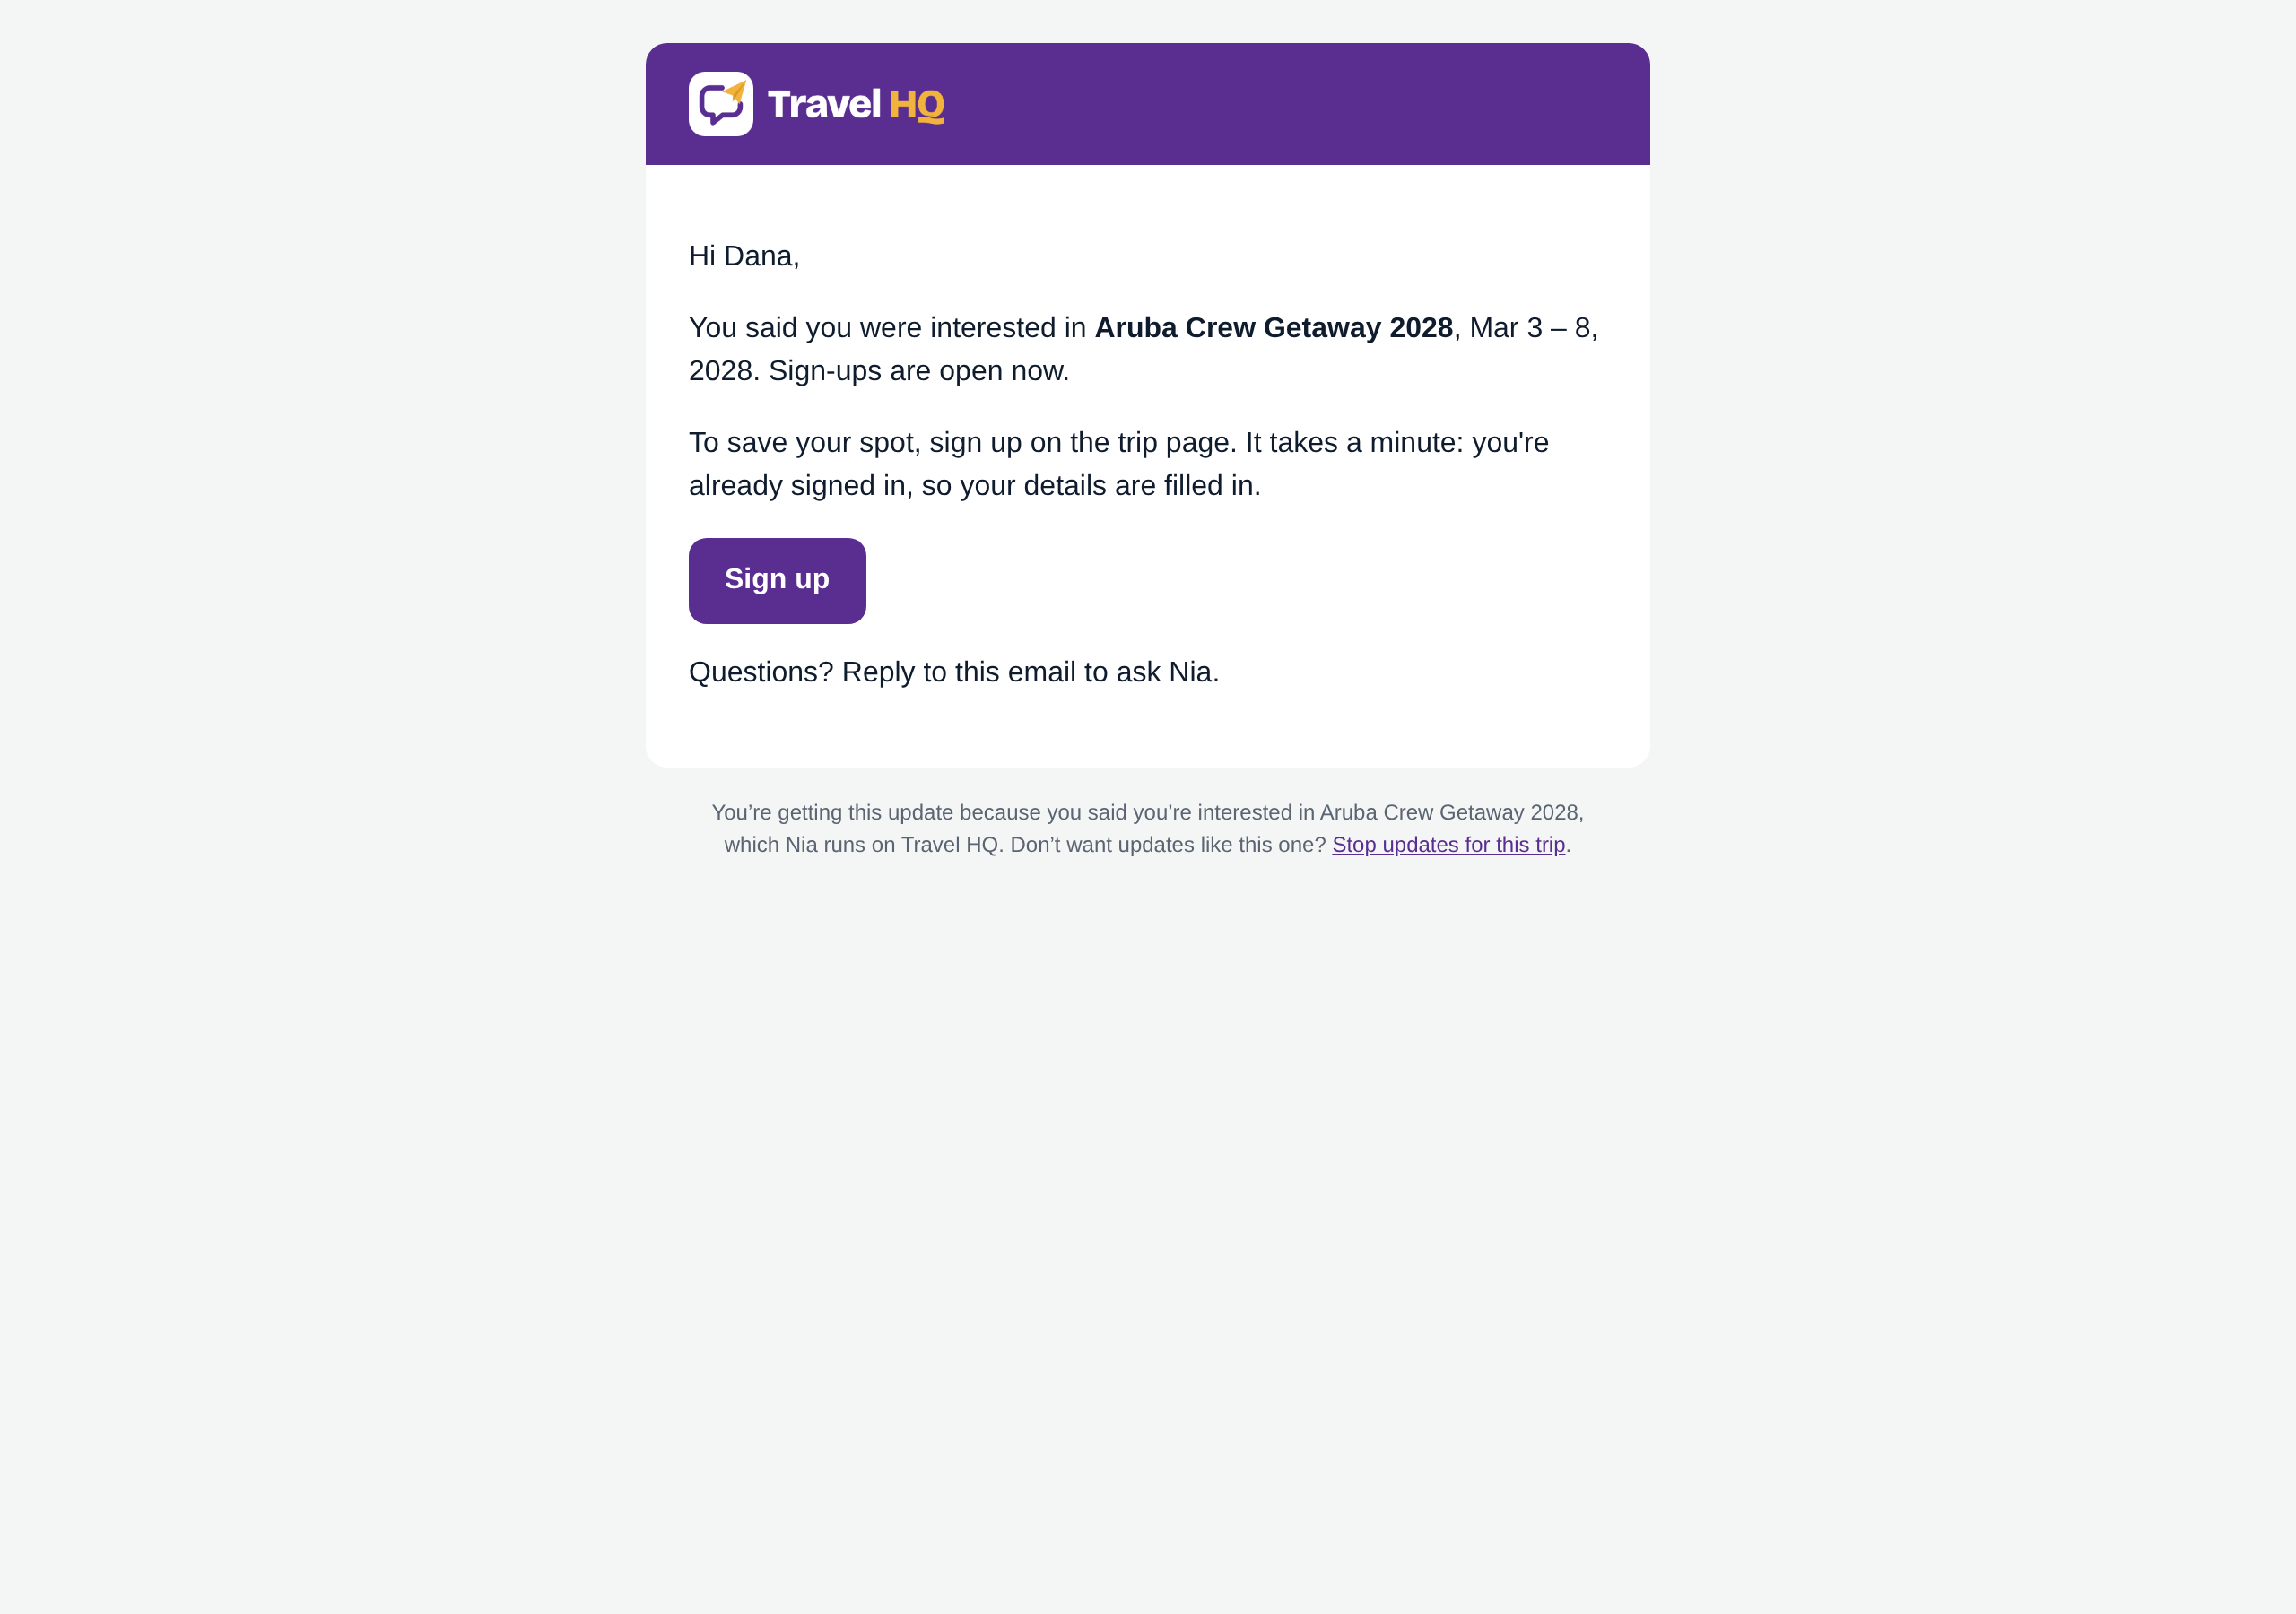 Travel HQ
Hi Dana,
You said you were interested in Aruba Crew Getaway 2028, Mar 3 – 8,
2028. Sign-ups are open now.
To save your spot, sign up on the trip page. It takes a minute: you're
already signed in, so your details are filled in.
Sign up
Questions? Reply to this email to ask Nia.
You’re getting this update because you said you’re interested in Aruba Crew Getaway 2028,
which Nia runs on Travel HQ. Don’t want updates like this one? Stop updates for this trip.